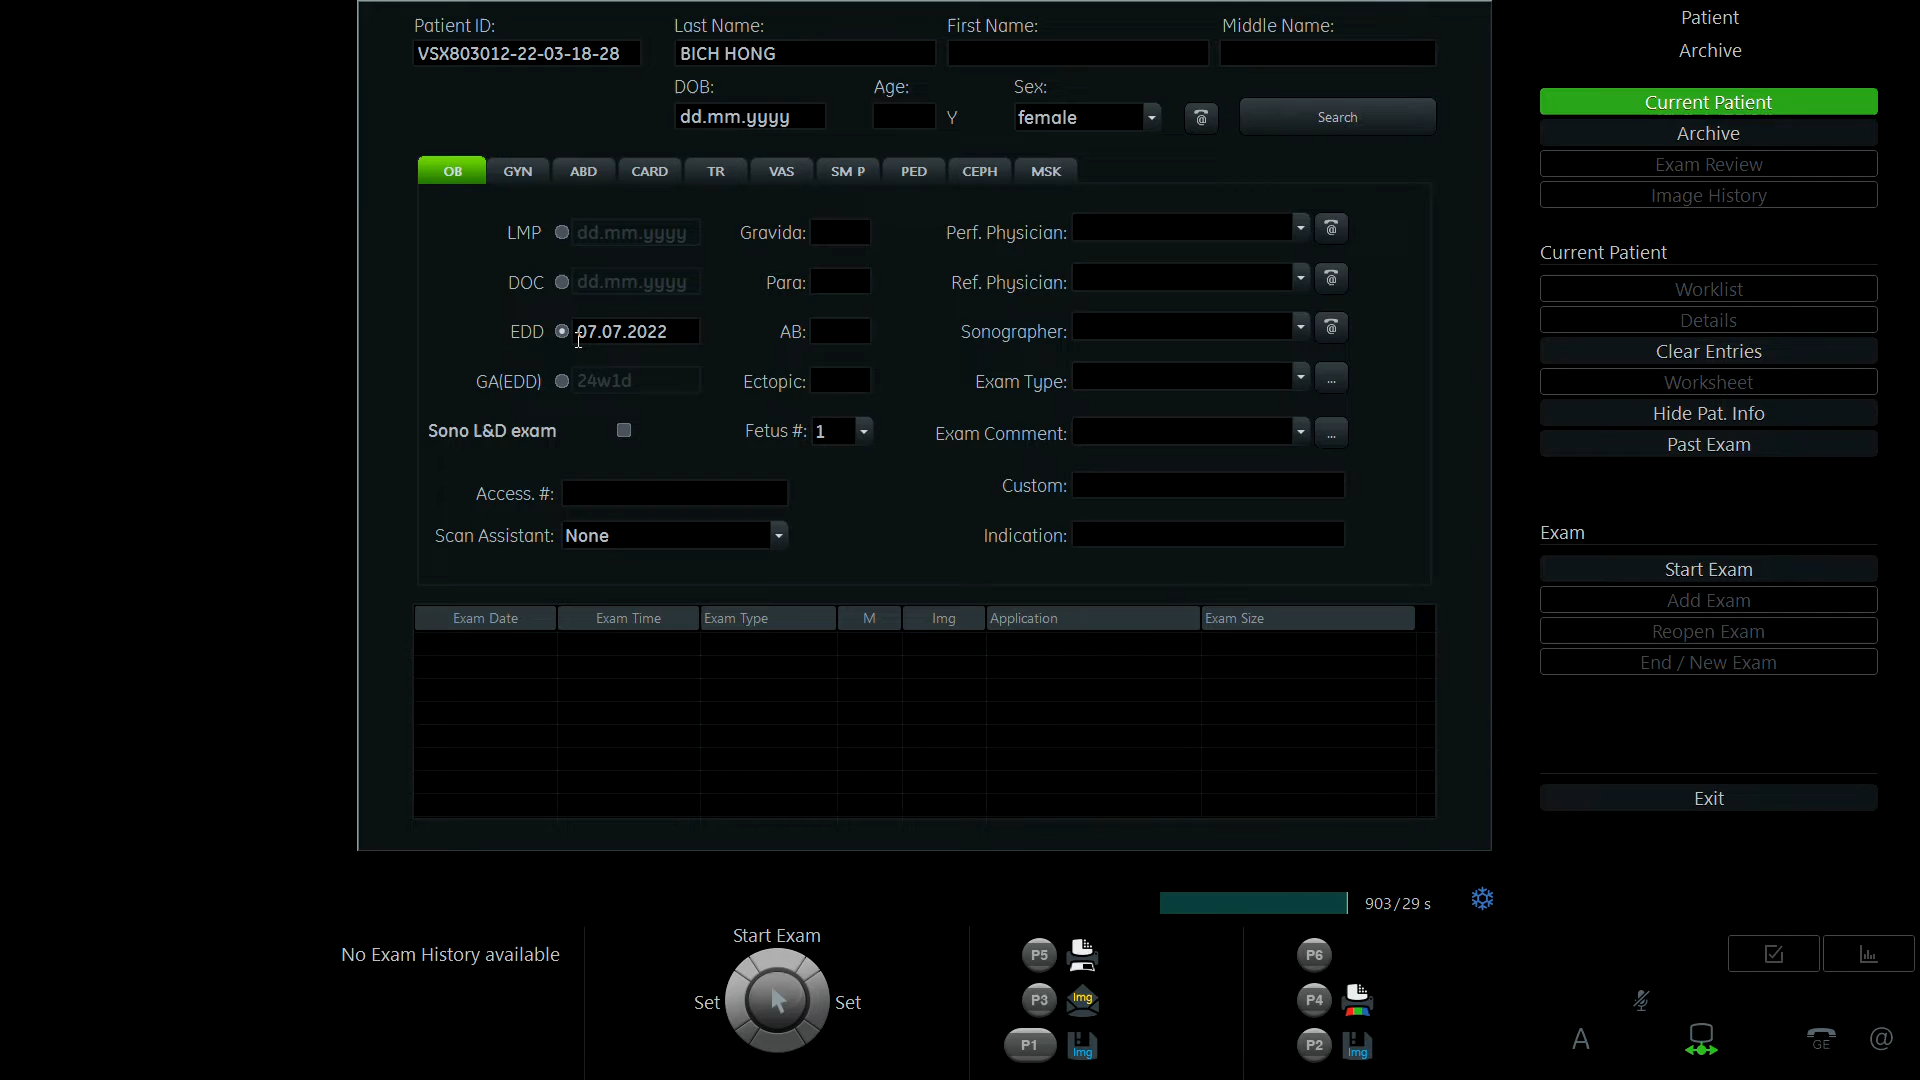 Patient ID: Last Name: First Name: Middle Name:
VSX803012-22-03-18-28 BICH HONG
DOB: Age: Sex:
dd.mm.yyyy Y female Search
OB GYN ABD CARD TR VAS SM P PED CEPH MSK
LMP dd.mm.yyyy Gravida: Perf. Physician:
DOC dd.mm.yyyy Para: Ref. Physician:
EDD 07.07.2022 AB: Sonographer:
GA(EDD) 24w1d Ectopic: Exam Type: ...
Sono L&D exam Fetus #: 1 Exam Comment: ...
Custom:
Access. #:
Scan Assistant: None Indication:
Exam Date Exam Time Exam Type M Img Application Exam Size
Patient
Archive
Current Patient
Archive
Exam Review
Image History
Current Patient
Worklist
Details
Clear Entries
Worksheet
Hide Pat. Info
Past Exam
Exam
Start Exam
Add Exam
Reopen Exam
End / New Exam
Exit
903/29 s
No Exam History available
Start Exam
Set Set
P5 P6
P3 Img P4
P1 Img P2 Img
A GE @